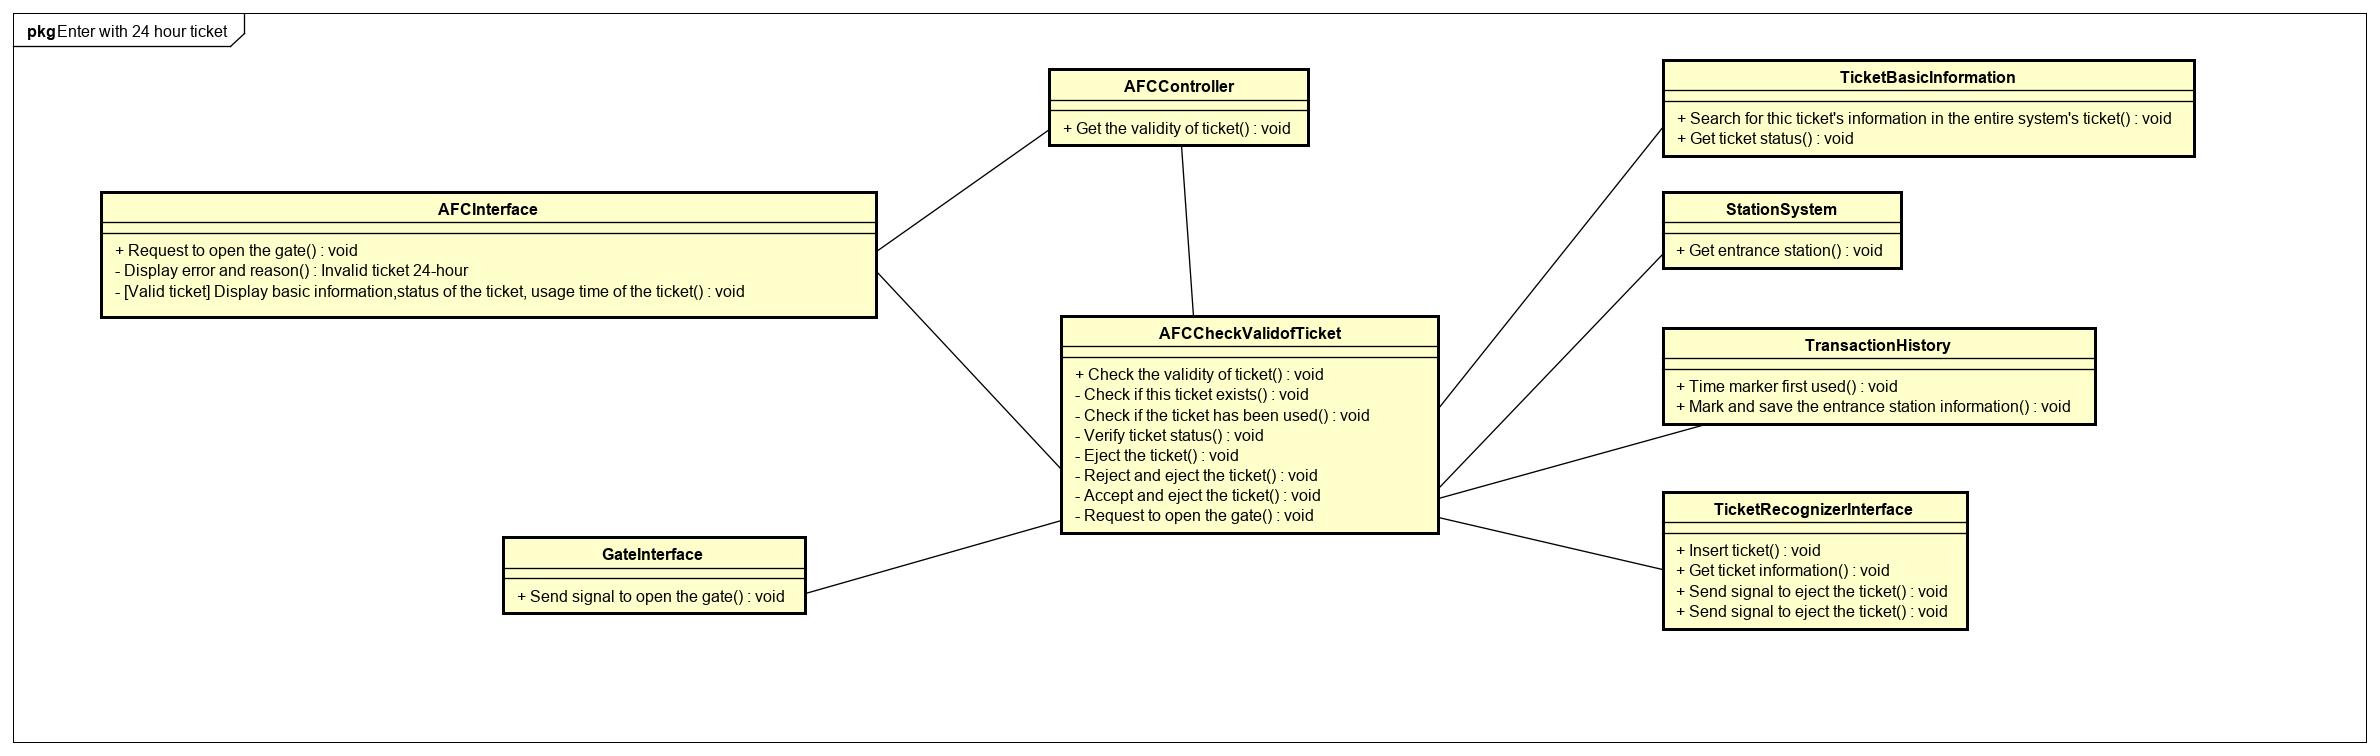 pkg Enter with 24 hour ticket
AFCController
+ Get the validity of ticket() : void
TicketBasicInformation
+ Search for thic ticket's information in the entire system's ticket() : void
+ Get ticket status() : void
AFCInterface
+ Request to open the gate() : void
- Display error and reason() : Invalid ticket 24-hour
- [Valid ticket] Display basic information,status of the ticket, usage time of the ticket() : void
StationSystem
+ Get entrance station() : void
AFCCheckValidofTicket
+ Check the validity of ticket() : void
- Check if this ticket exists() : void
- Check if the ticket has been used() : void
- Verify ticket status() : void
- Eject the ticket() : void
- Reject and eject the ticket() : void
- Accept and eject the ticket() : void
- Request to open the gate() : void
TransactionHistory
+ Time marker first used() : void
+ Mark and save the entrance station information() : void
TicketRecognizerInterface
+ Insert ticket() : void
+ Get ticket information() : void
+ Send signal to eject the ticket() : void
+ Send signal to eject the ticket() : void
GateInterface
+ Send signal to open the gate() : void